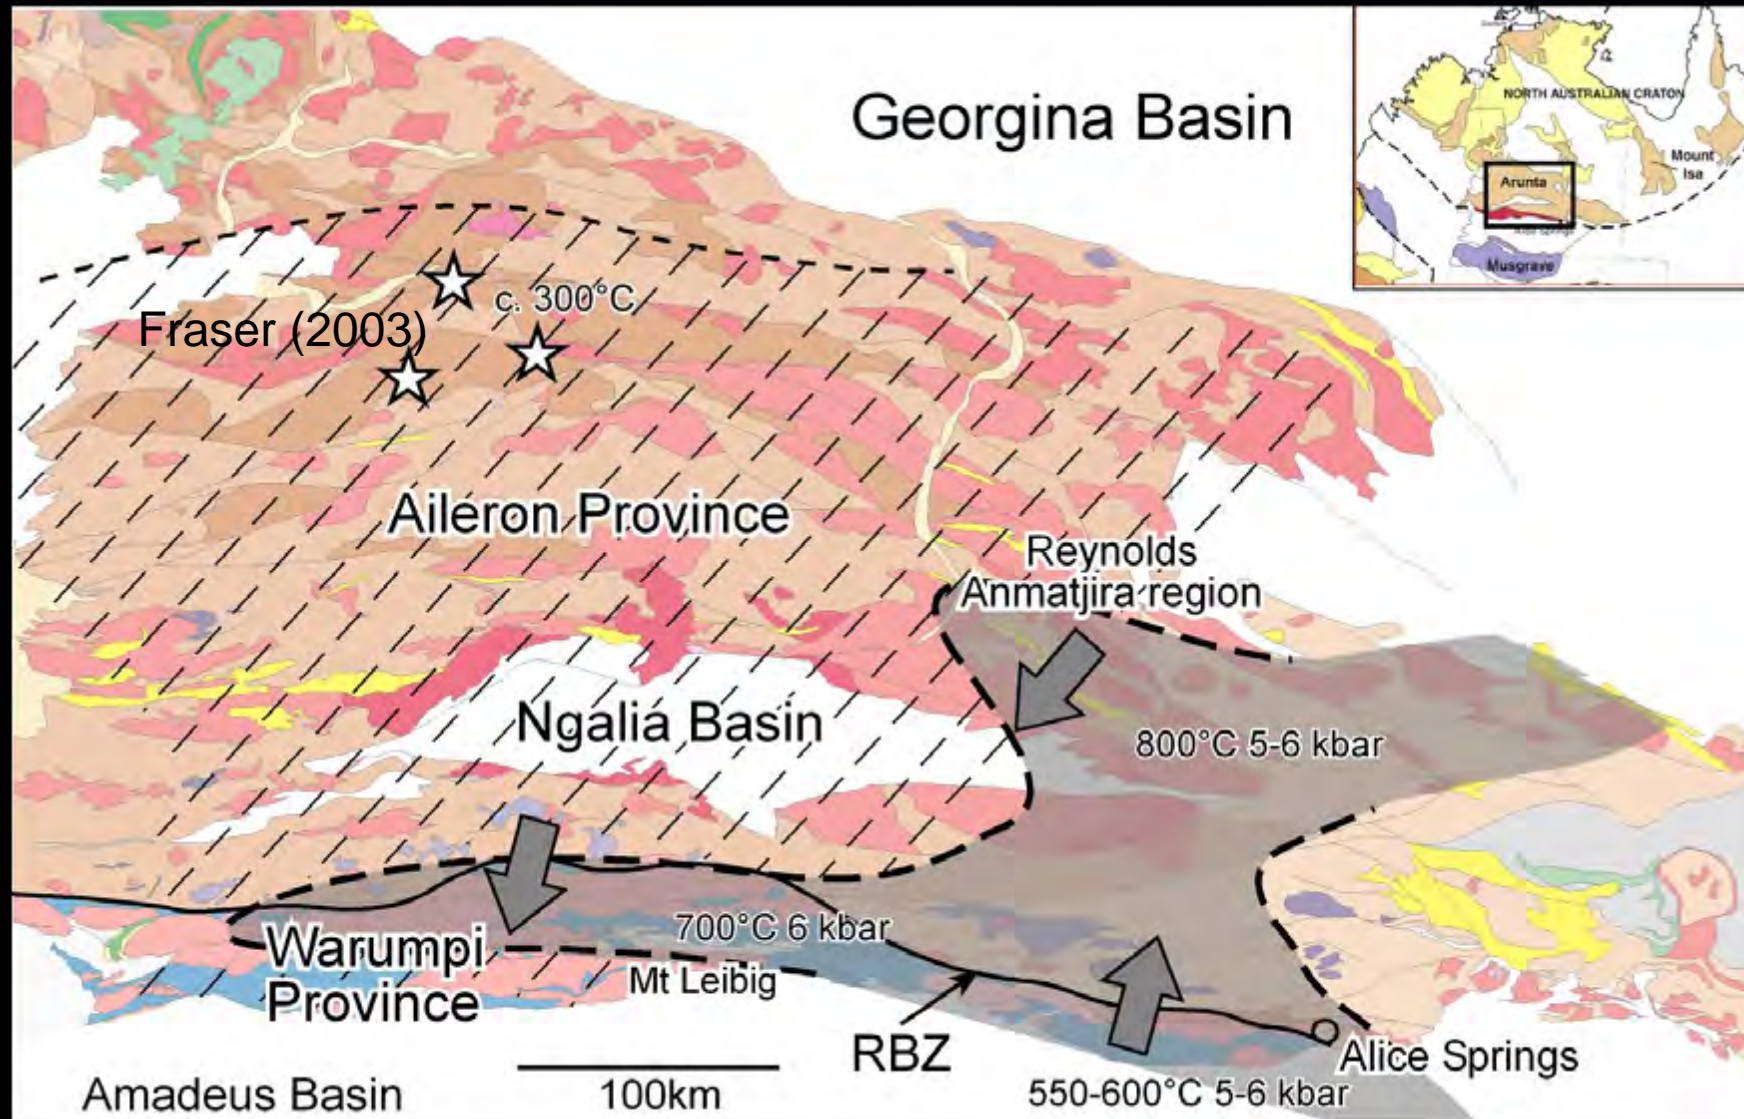 Georgina Basin
NORTH AUSTRALIAN CRATON
Mount
Isa
Arunta
Musgrave
c. 300°C
Fraser (2003)
Aileron Province
Reynolds
Anmatjira region
Ngalia Basin
800°C 5-6 kbar
700°C 6 kbar
Warumpi
Province
Mt Leibig
RBZ
Alice Springs
Amadeus Basin
100km
550-600°C 5-6 kbar